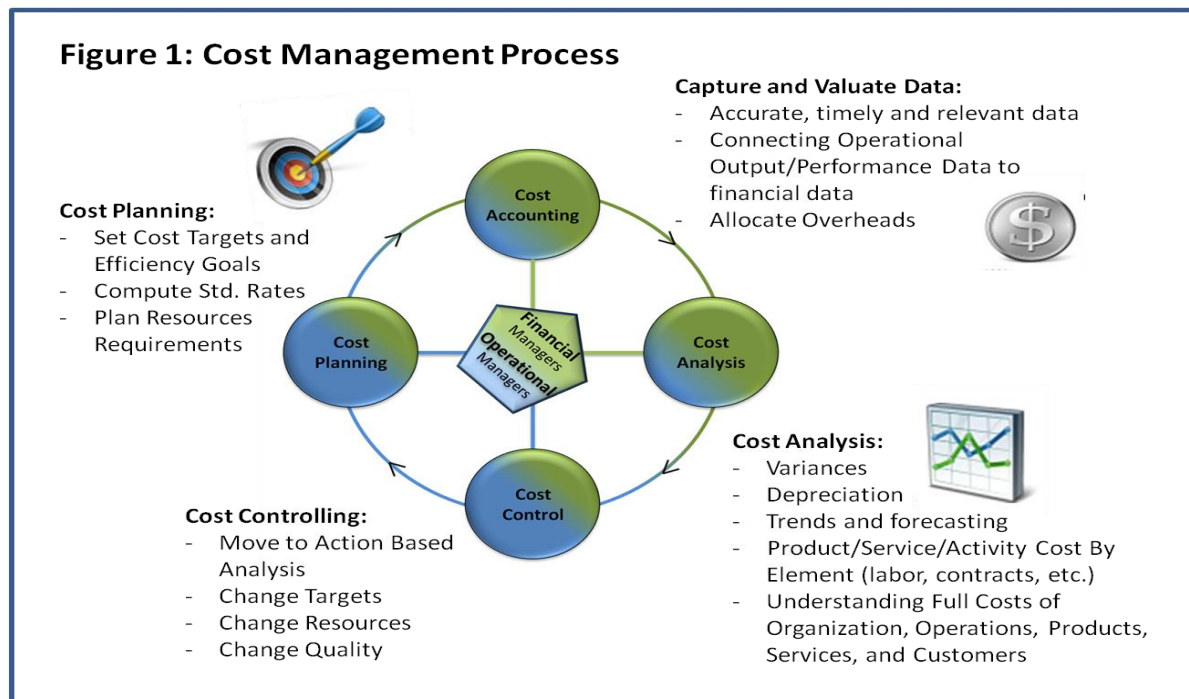 Figure 1: Cost Management Process
Capture and Valuate Data:
- Accurate, timely and relevant data
- Connecting Operational
Output/Performance Data to
financial data
- Allocate Overheads
$
Cost Planning:
- Set Cost Targets and
Efficiency Goals
- Compute Std. Rates
- Plan Resources
Requirements
Cost
Accounting
Cost
Planning
Financial
Managers
Operational
Managers
Cost
Analysis
Cost
Control
Cost Analysis:
- Variances
- Depreciation
- Trends and forecasting
- Product/Service/Activity Cost By
Element (labor, contracts, etc.)
- Understanding Full Costs of
Organization, Operations, Products,
Services, and Customers
Cost Controlling:
- Move to Action Based
Analysis
- Change Targets
- Change Resources
- Change Quality